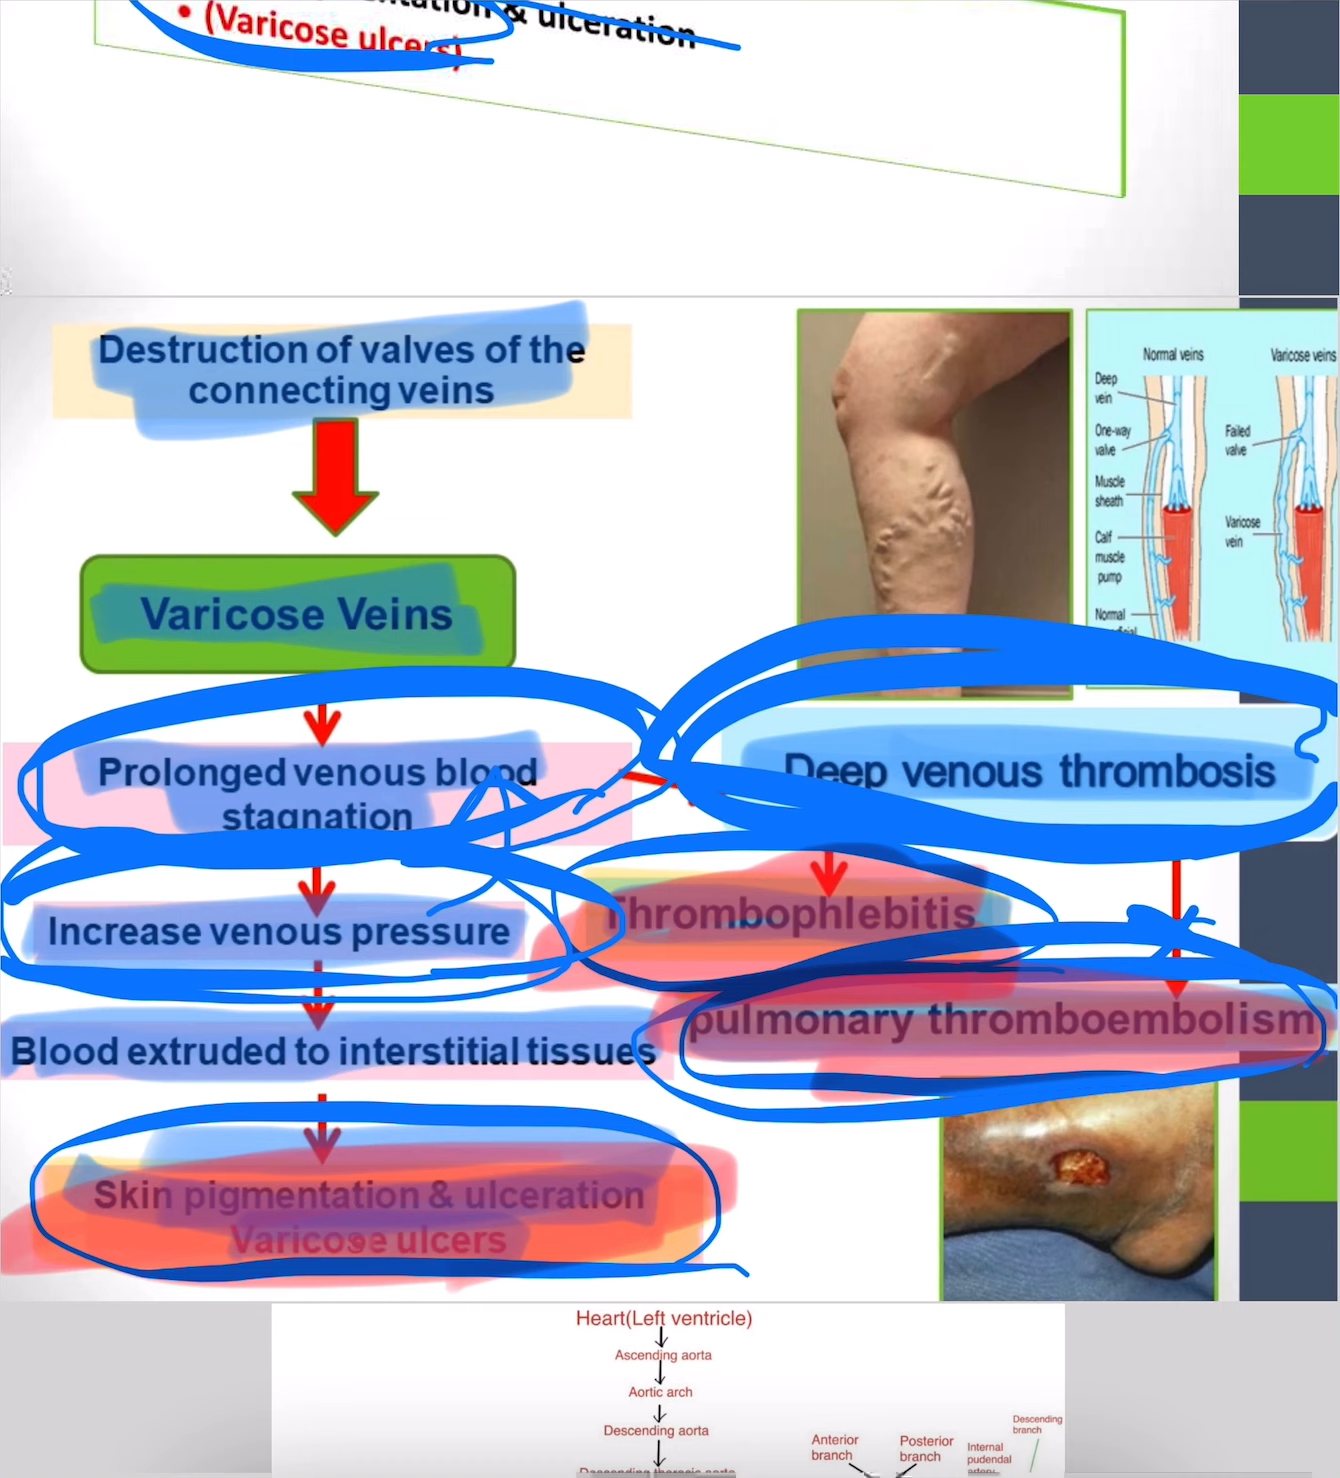 & ulceration
• (Varicose ulcers)
Destruction of valves of the
connecting veins
Normal veins
Varicose veins
Deep
vein
One-way
valve
Failed
valve
Muscle
sheath
Varicose
vein
Calf
muscle
pump
Normal
Varicose Veins
Prolonged venous blood
stagnation
Deep venous thrombosis
Increase venous pressure
Thrombophlebitis
Blood extruded to interstitial tissues
pulmonary thromboembolism
Skin pigmentation & ulceration
Varicose ulcers
Heart(Left ventricle)
Ascending aorta
Aortic arch
Descending aorta
Anterior
branch
Posterior
branch
Internal
pudendal
Descending
branch